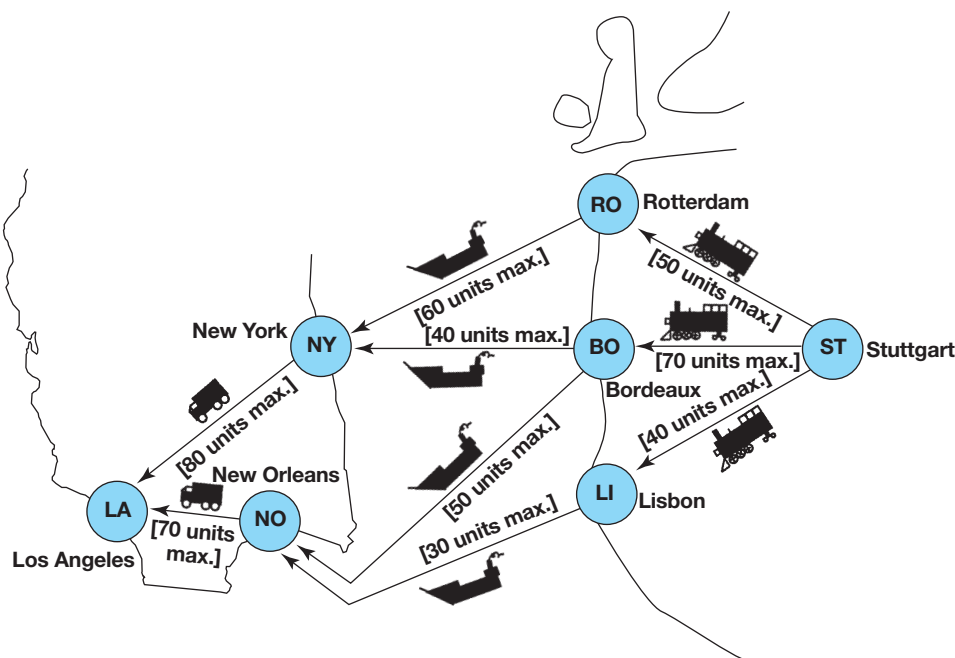 RO
Rotterdam
[50 units max.]
[60 units max.]
New York
NY
[40 units max.]
BO
[70 units max.]
ST
Stuttgart
Bordeaux
[40 units max.]
[80 units max.]
New Orleans
[50 units max.]
LI
Lisbon
LA
NO
[70 units
max.]
[30 units max.]
Los Angeles